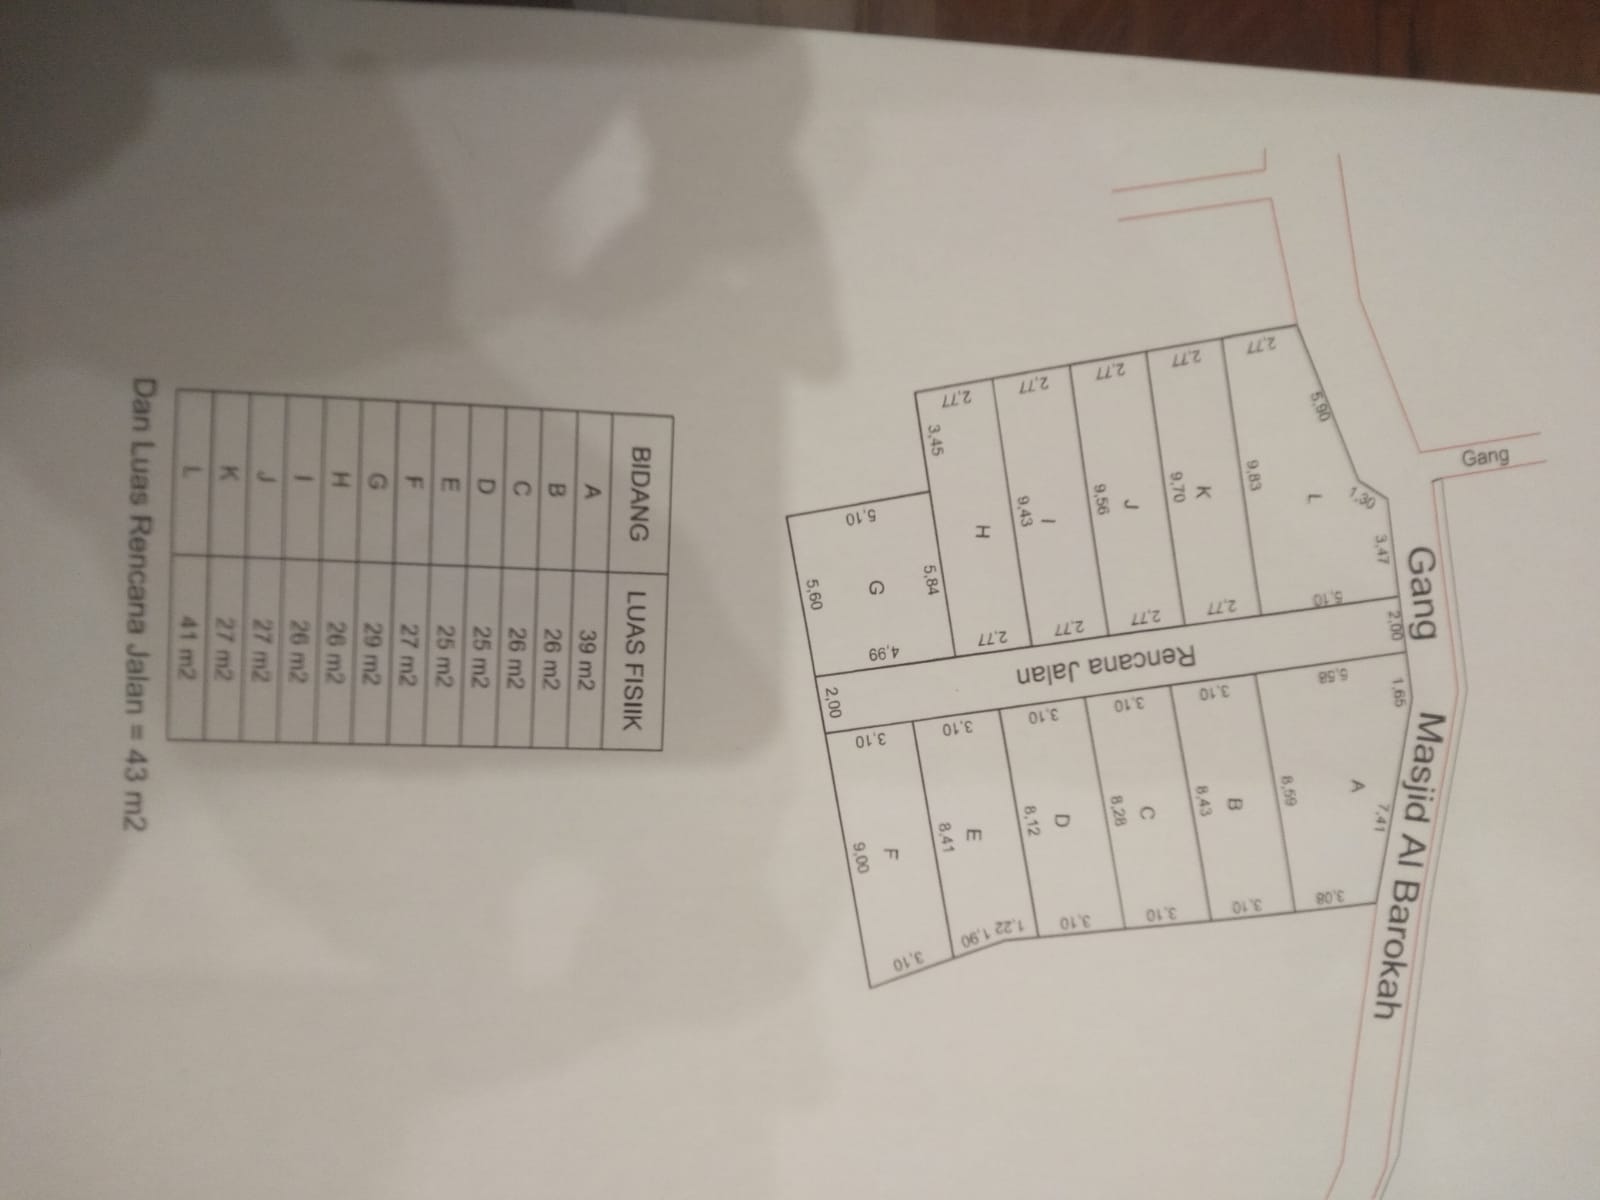 Gang
Gang Masjid Al Barokah
5,90
1,39
3,47
2,00
1,65
7,41
2,77
L
5,10
6,58
A
3,08
9,83
8,59
2,77
K
2,77
3,10
B
3,10
9,70
8,43
2,77
J
2,77
3,10
C
3,10
9,56
8,28
2,77
I
2,77
3,10
D
3,10
9,43
8,12
2,77
H
2,77
3,10
E
1,22
1,90
3,45
5,84
8,41
5,10
G
4,99
3,10
F
3,10
5,60
2,00
9,00
Rencana Jalan
BIDANG LUAS FISIIK
A 39 m2
B 26 m2
C 26 m2
D 25 m2
E 25 m2
F 27 m2
G 29 m2
H 26 m2
I 26 m2
J 27 m2
K 27 m2
L 41 m2
Dan Luas Rencana Jalan = 43 m2